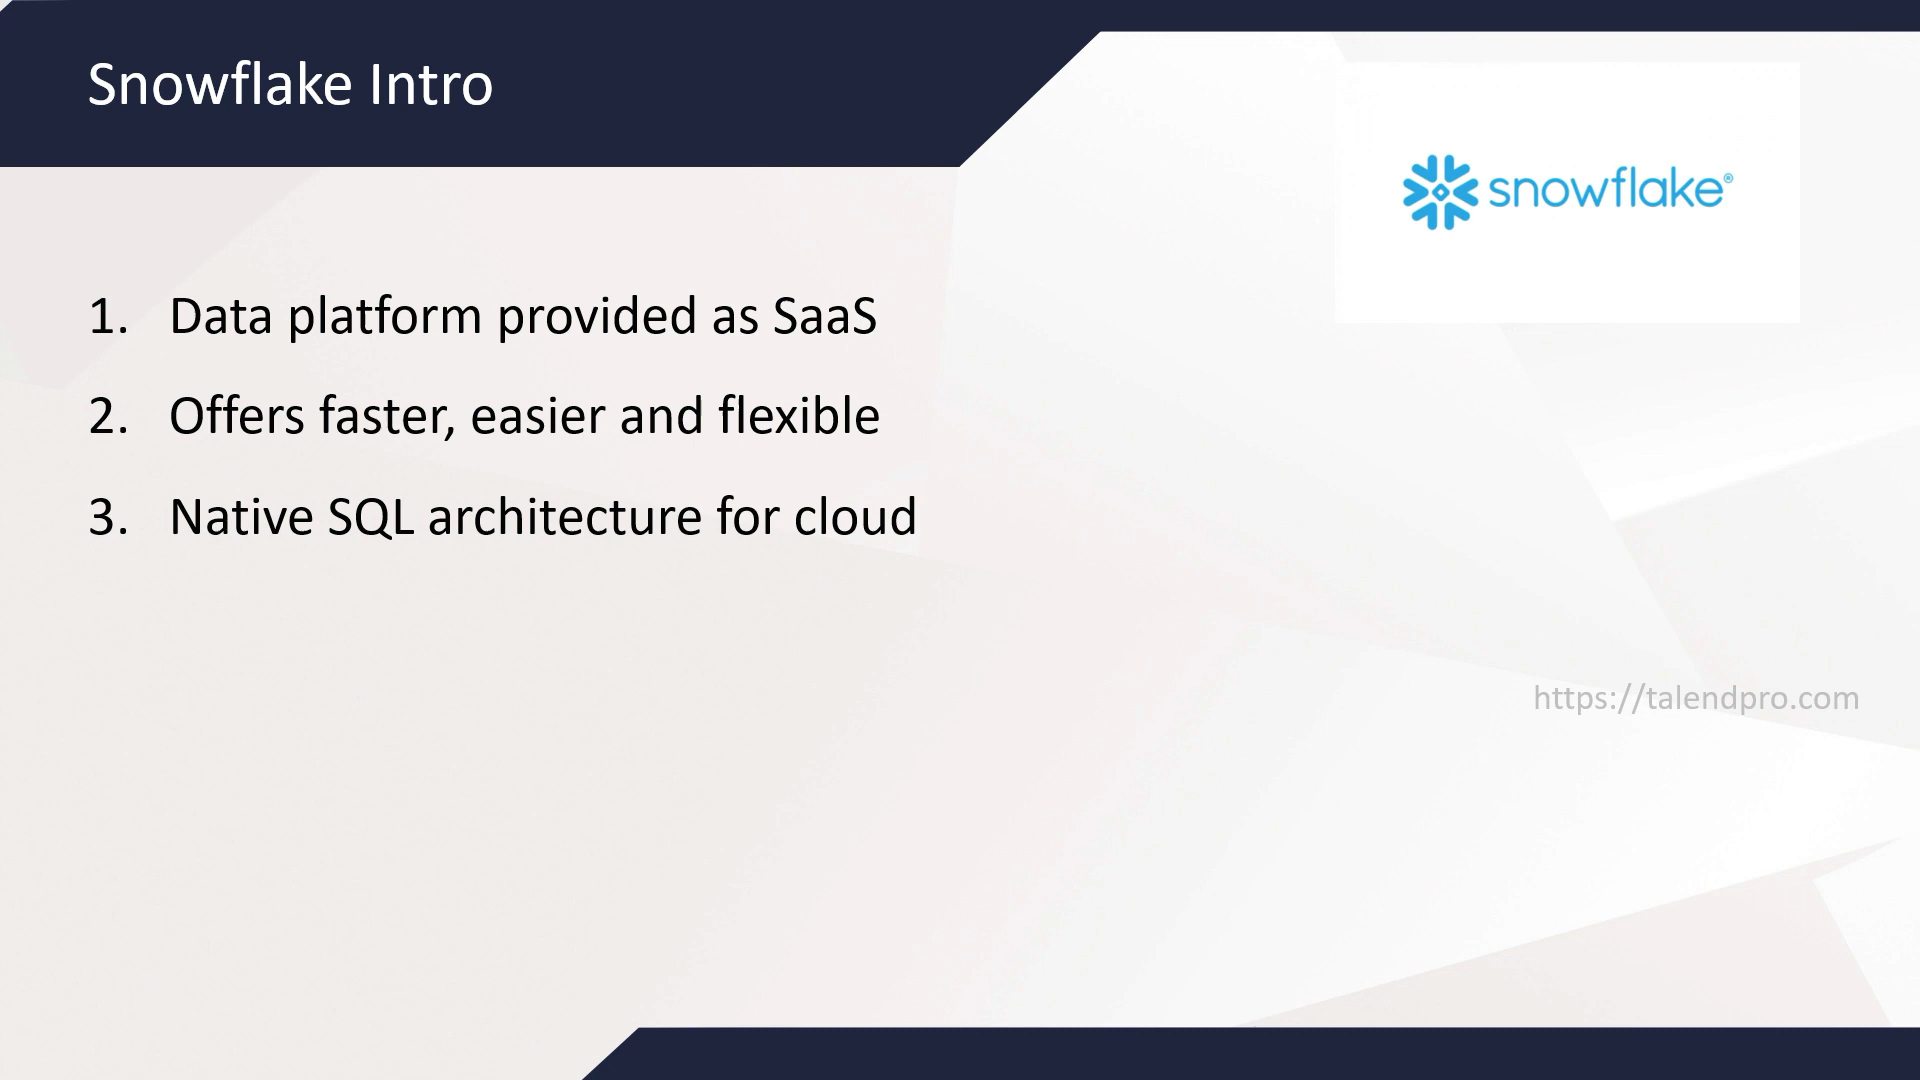 Snowflake Intro
snowflake®
1. Data platform provided as SaaS
2. Offers faster, easier and flexible
3. Native SQL architecture for cloud
https://talendpro.com